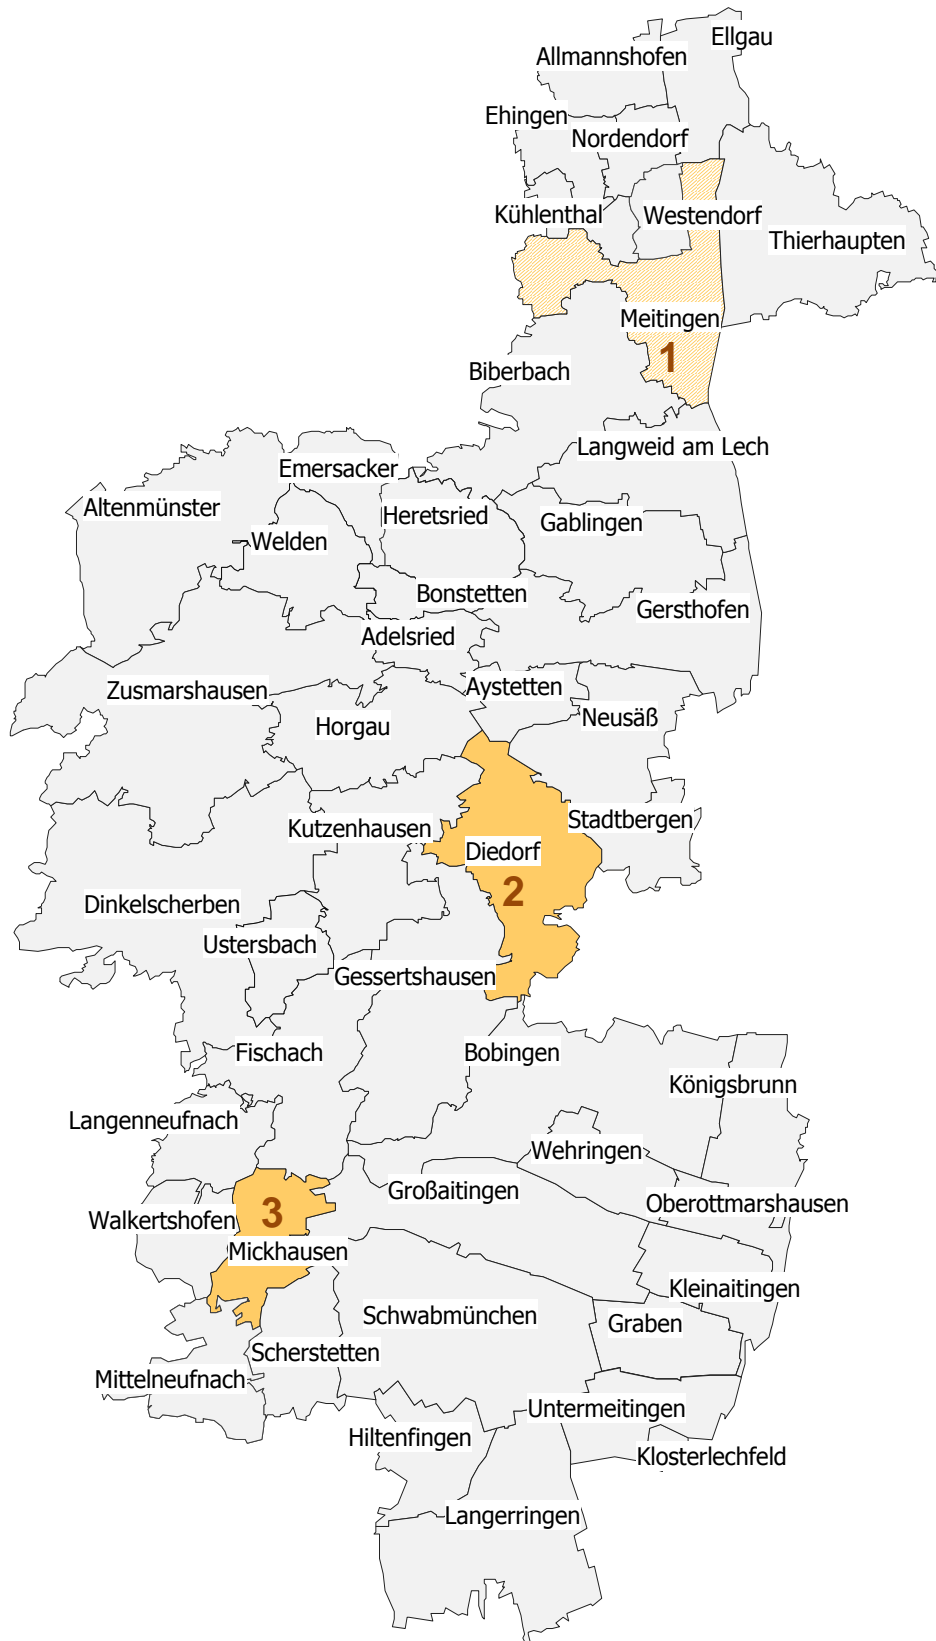 Ellgau
Allmannshofen
Ehingen
Nordendorf
Kühlenthal
Westendorf
Thierhaupten
Meitingen
1
Biberbach
Langweid am Lech
Emersacker
Altenmünster
Heretsried
Gablingen
Welden
Bonstetten
Gersthofen
Adelsried
Zusmarshausen
Aystetten
Horgau
Neusäß
Stadtbergen
Kutzenhausen
Diedorf
2
Dinkelscherben
Ustersbach
Gessertshausen
Fischach
Bobingen
Königsbrunn
Langenneufnach
Wehringen
Großaitingen
Oberottmarshausen
3
Walkertshofen
Mickhausen
Kleinaitingen
Schwabmünchen
Graben
Scherstetten
Mittelneufnach
Untermeitingen
Hiltenfingen
Klosterlechfeld
Langerringen